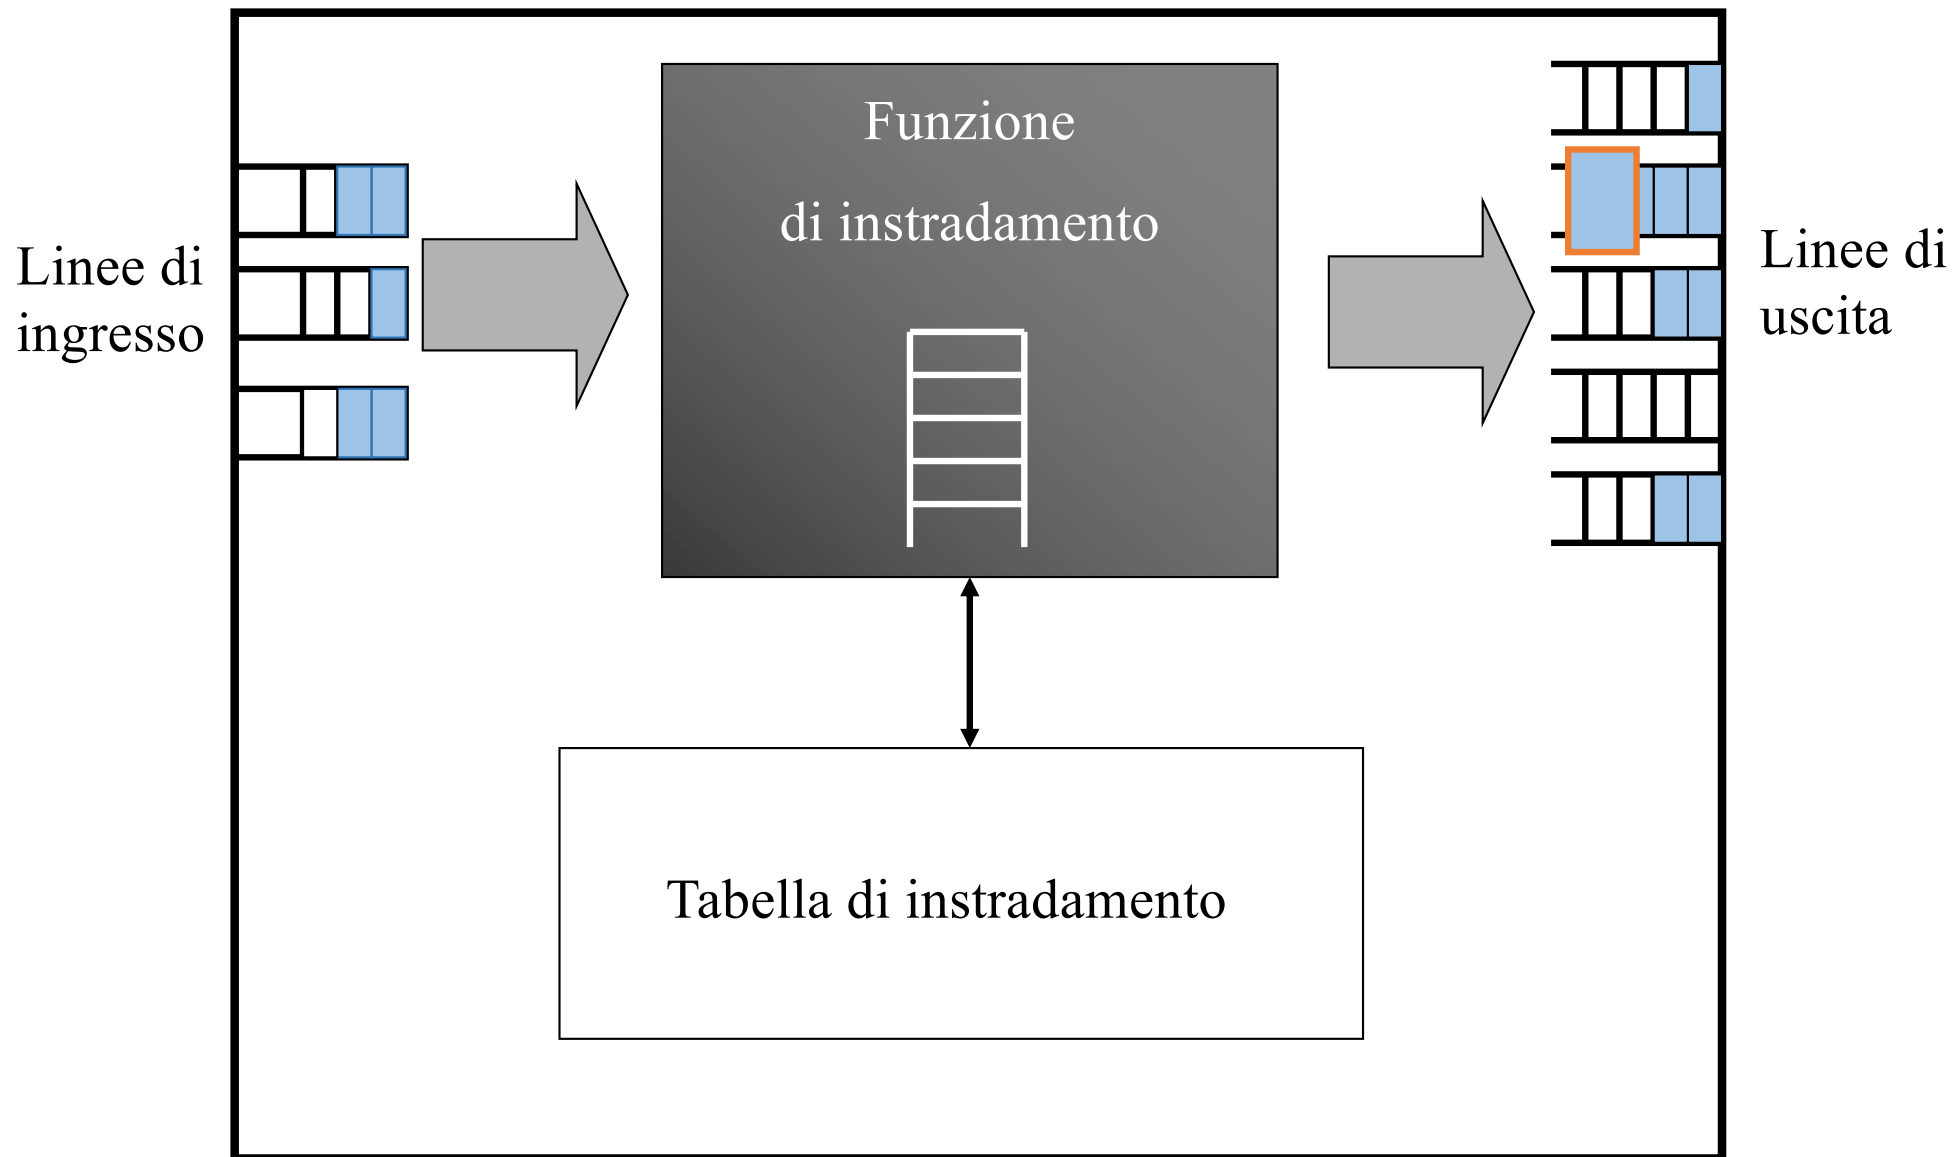 Funzione
di instradamento
Linee di
ingresso
Linee di
uscita
Tabella di instradamento